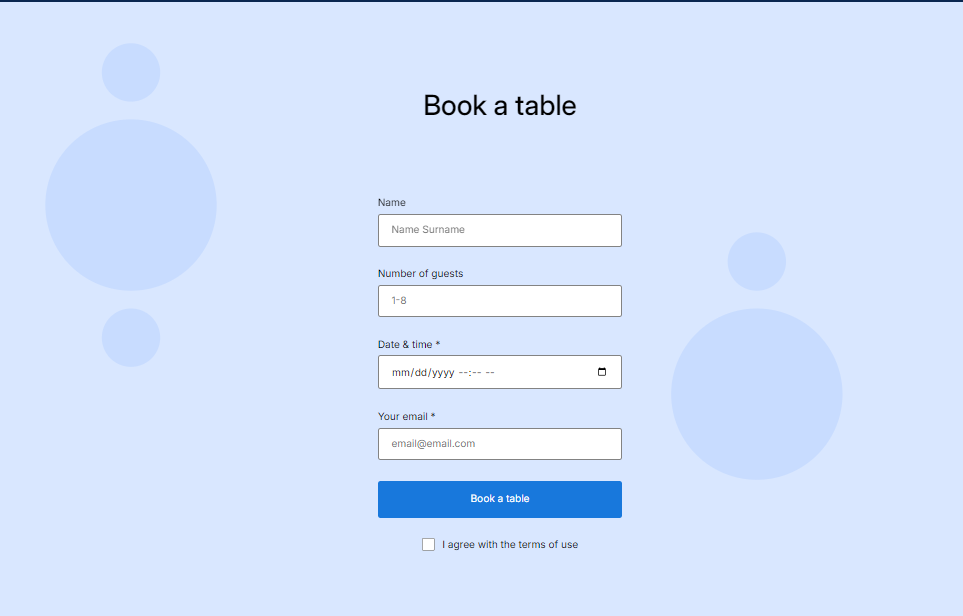 Book a table
Name
Name Surname
Number of guests
1-8
Date & time *
mm/dd/yyyy --:-- --
Your email *
email@email.com
Book a table
I agree with the terms of use